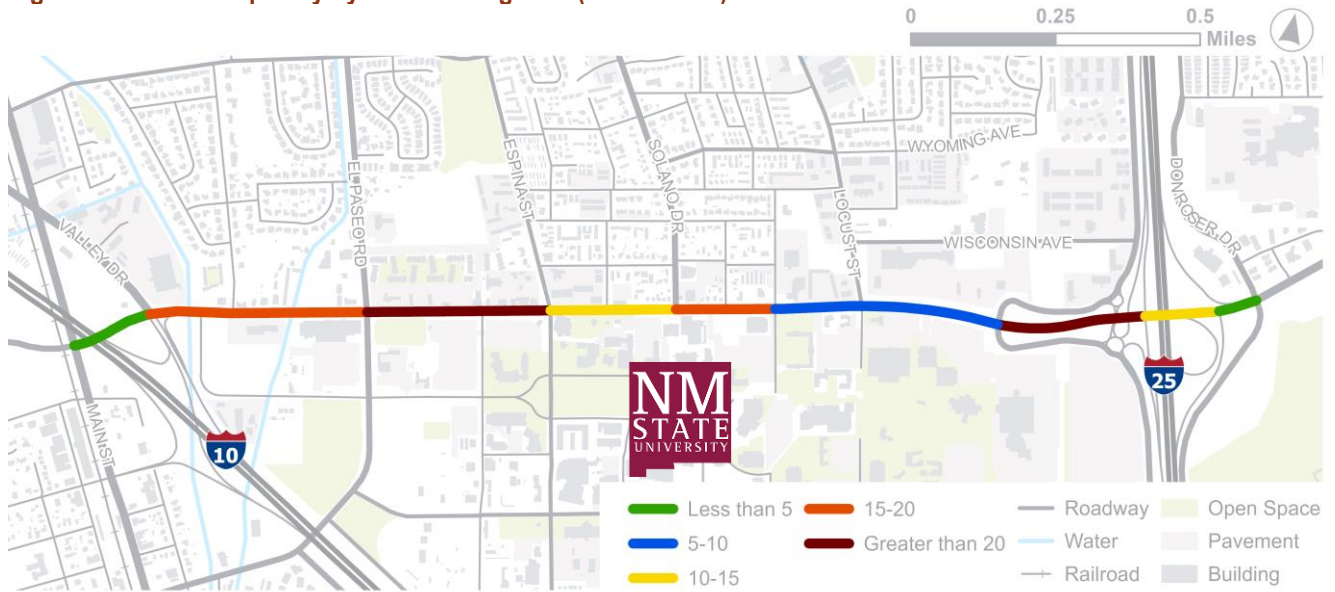 0 0.25 0.5
Miles
WYOMING AVE
ESPINA ST
SOLANO DR
DONROSER DR
EL PASEO RD
LOCUST ST
VALLEY DR
WISCONSIN AVE
25
NM
STATE
UNIVERSITY
MAIN ST
10
Less than 5 15-20 Roadway Open Space
5-10 Greater than 20 Water Pavement
10-15 Railroad Building